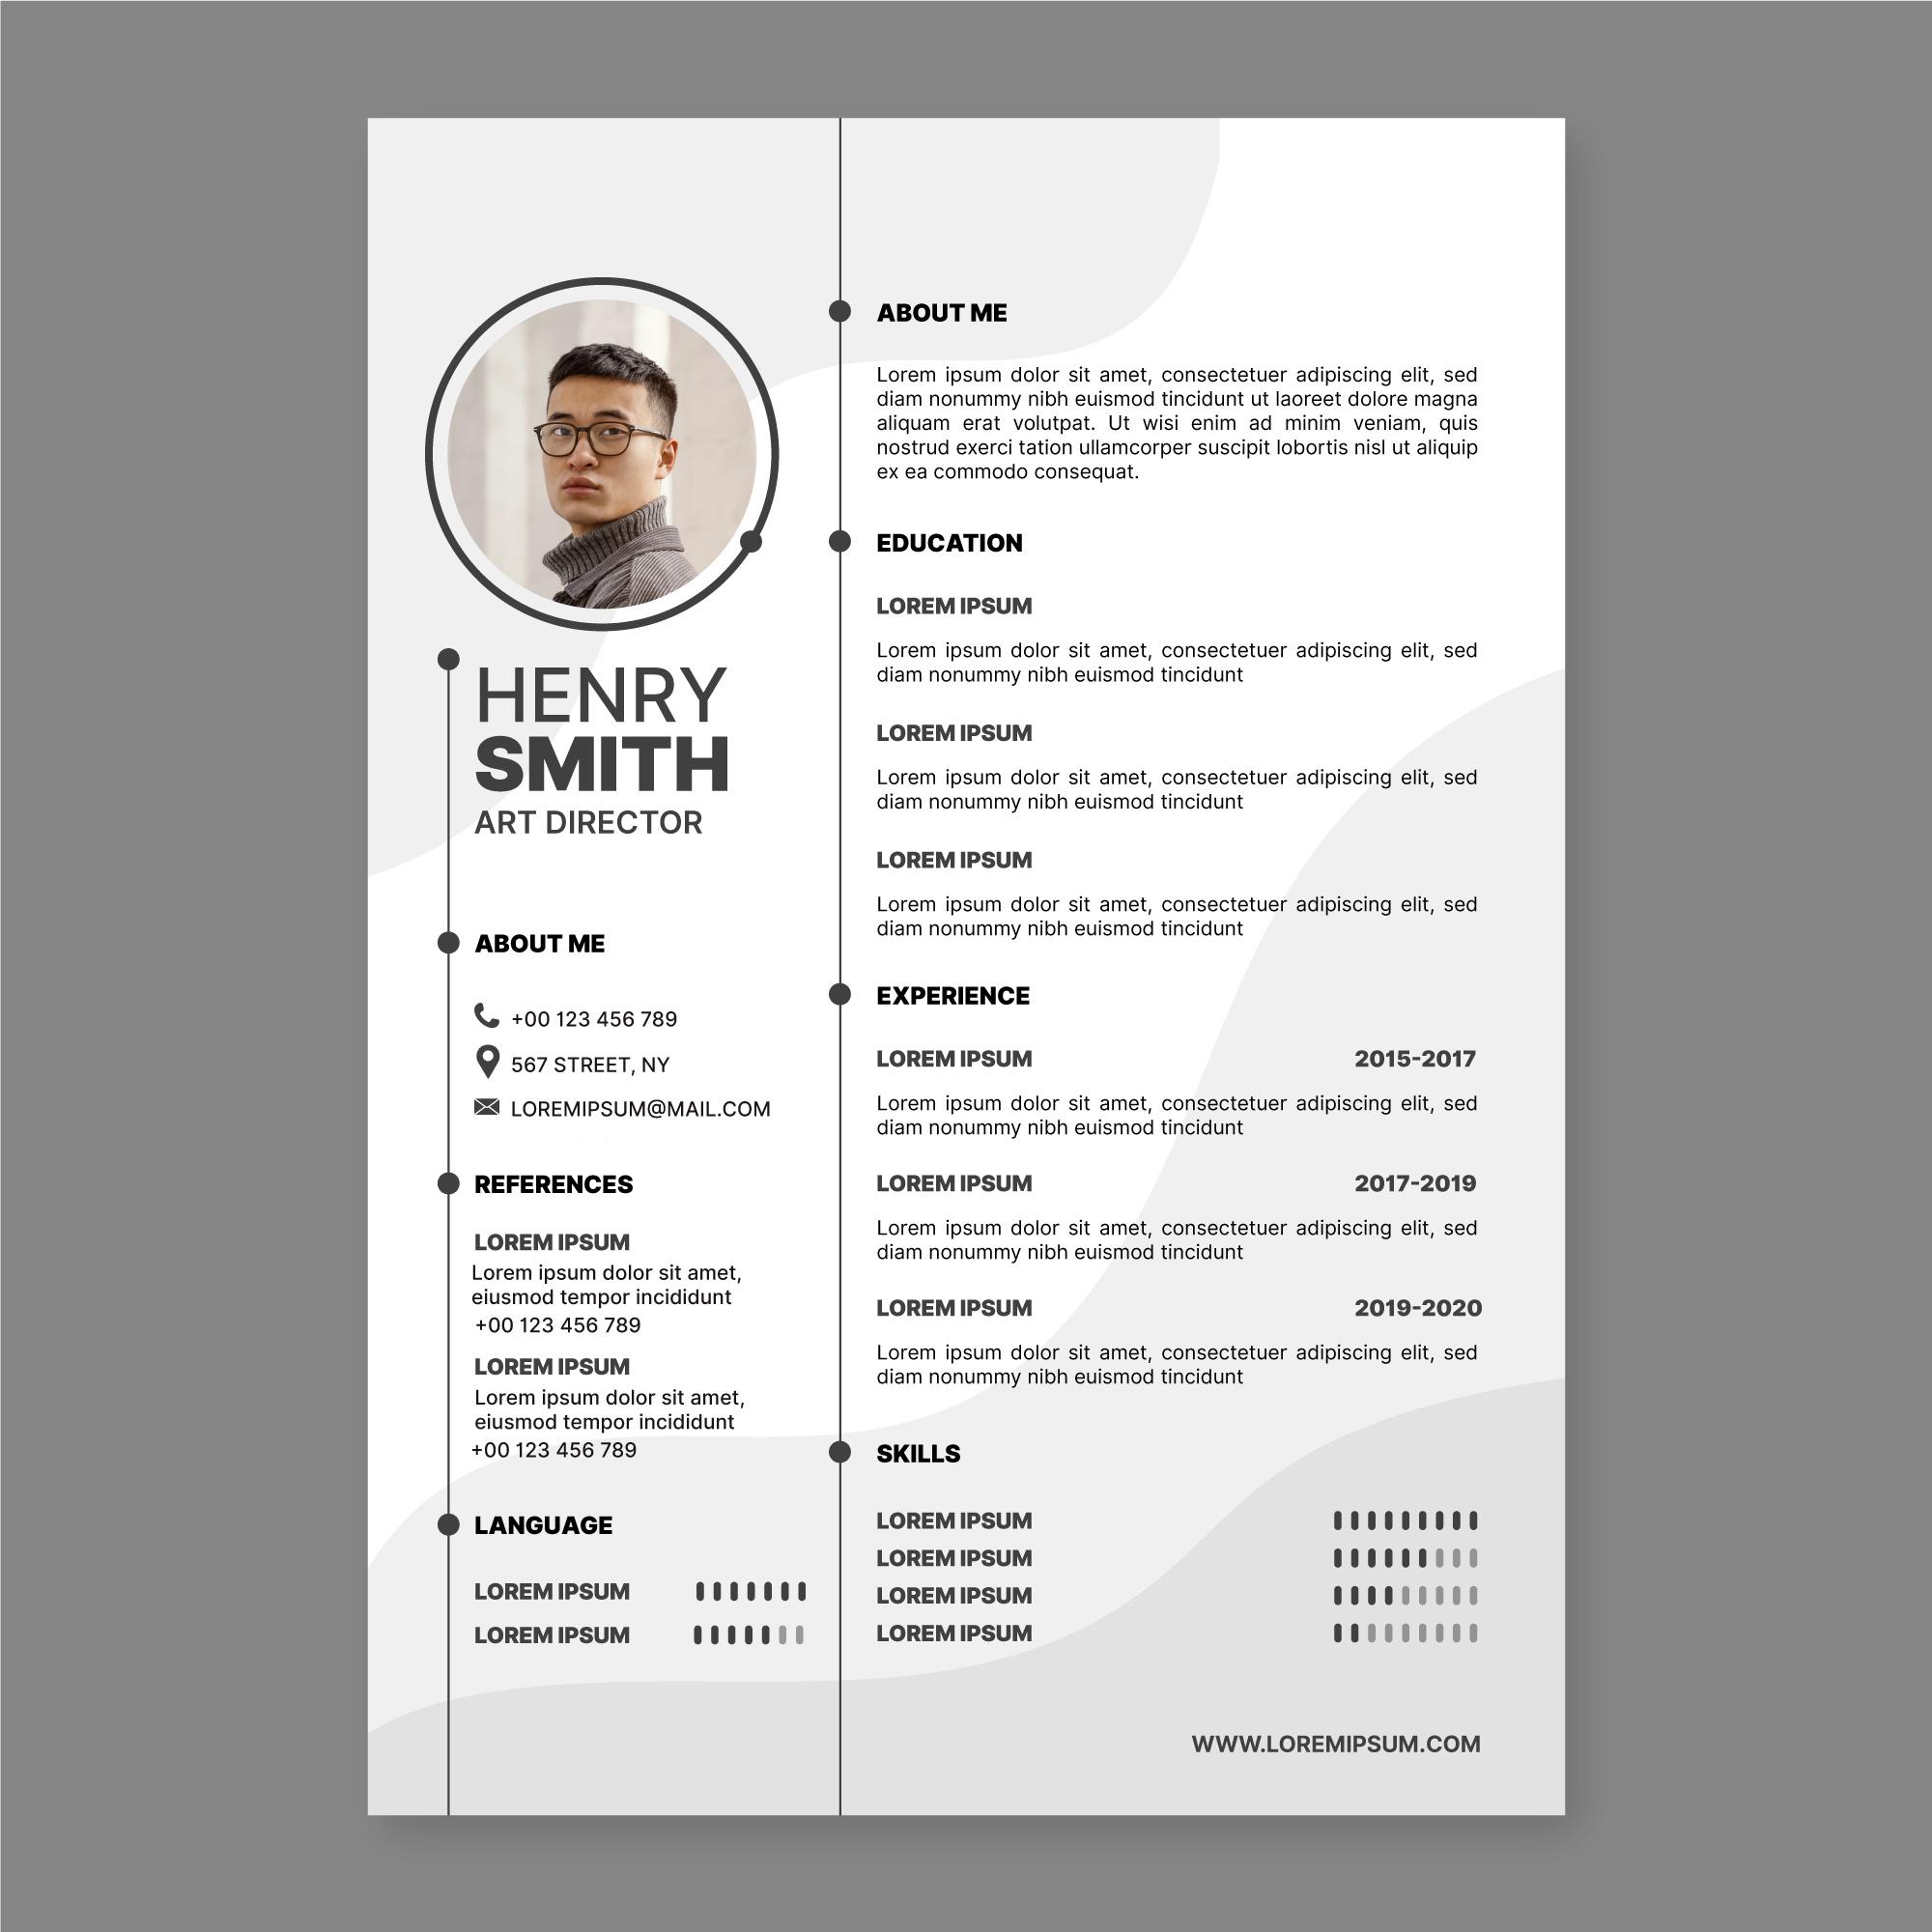 HENRY
SMITH
ART DIRECTOR
ABOUT ME
+00 123 456 789
567 STREET, NY
LOREMIPSUM@MAIL.COM
REFERENCES
LOREM IPSUM
Lorem ipsum dolor sit amet,
eiusmod tempor incididunt
+00 123 456 789
LOREM IPSUM
Lorem ipsum dolor sit amet,
eiusmod tempor incididunt
+00 123 456 789
LANGUAGE
LOREM IPSUM
LOREM IPSUM
ABOUT ME
Lorem ipsum dolor sit amet, consectetuer adipiscing elit, sed
diam nonummy nibh euismod tincidunt ut laoreet dolore magna
aliquam erat volutpat. Ut wisi enim ad minim veniam, quis
nostrud exerci tation ullamcorper suscipit lobortis nisl ut aliquip
ex ea commodo consequat.
EDUCATION
LOREM IPSUM
Lorem ipsum dolor sit amet, consectetuer adipiscing elit, sed
diam nonummy nibh euismod tincidunt
LOREM IPSUM
Lorem ipsum dolor sit amet, consectetuer adipiscing elit, sed
diam nonummy nibh euismod tincidunt
LOREM IPSUM
Lorem ipsum dolor sit amet, consectetuer adipiscing elit, sed
diam nonummy nibh euismod tincidunt
EXPERIENCE
LOREM IPSUM 2015-2017
Lorem ipsum dolor sit amet, consectetuer adipiscing elit, sed
diam nonummy nibh euismod tincidunt
LOREM IPSUM 2017-2019
Lorem ipsum dolor sit amet, consectetuer adipiscing elit, sed
diam nonummy nibh euismod tincidunt
LOREM IPSUM 2019-2020
Lorem ipsum dolor sit amet, consectetuer adipiscing elit, sed
diam nonummy nibh euismod tincidunt
SKILLS
LOREM IPSUM
LOREM IPSUM
LOREM IPSUM
LOREM IPSUM
WWW.LOREMIPSUM.COM